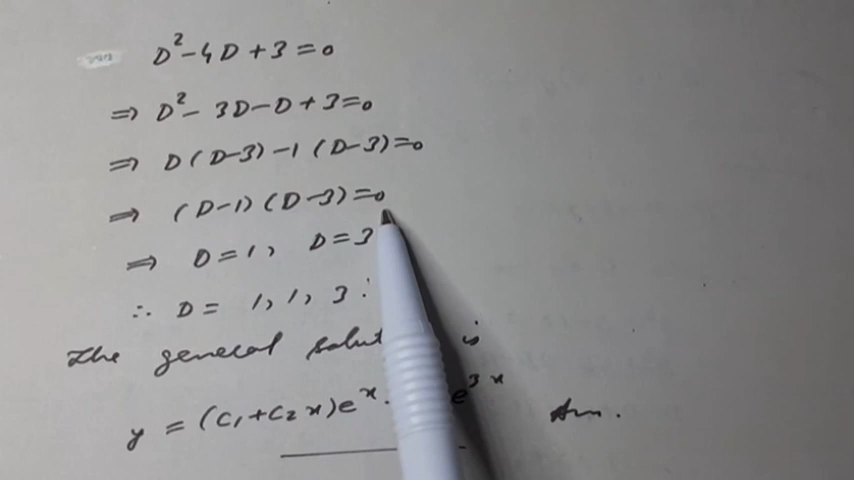 D² - 4D + 3 = 0
⇒ D² - 3D - D + 3 = 0
⇒ D(D-3) - 1(D-3) = 0
⇒ (D-1)(D-3) = 0
⇒ D = 1, D = 3
∴ D = 1, 1, 3 :
The general is
y = (C₁ + C₂x)eˣ e³ˣ Ans.